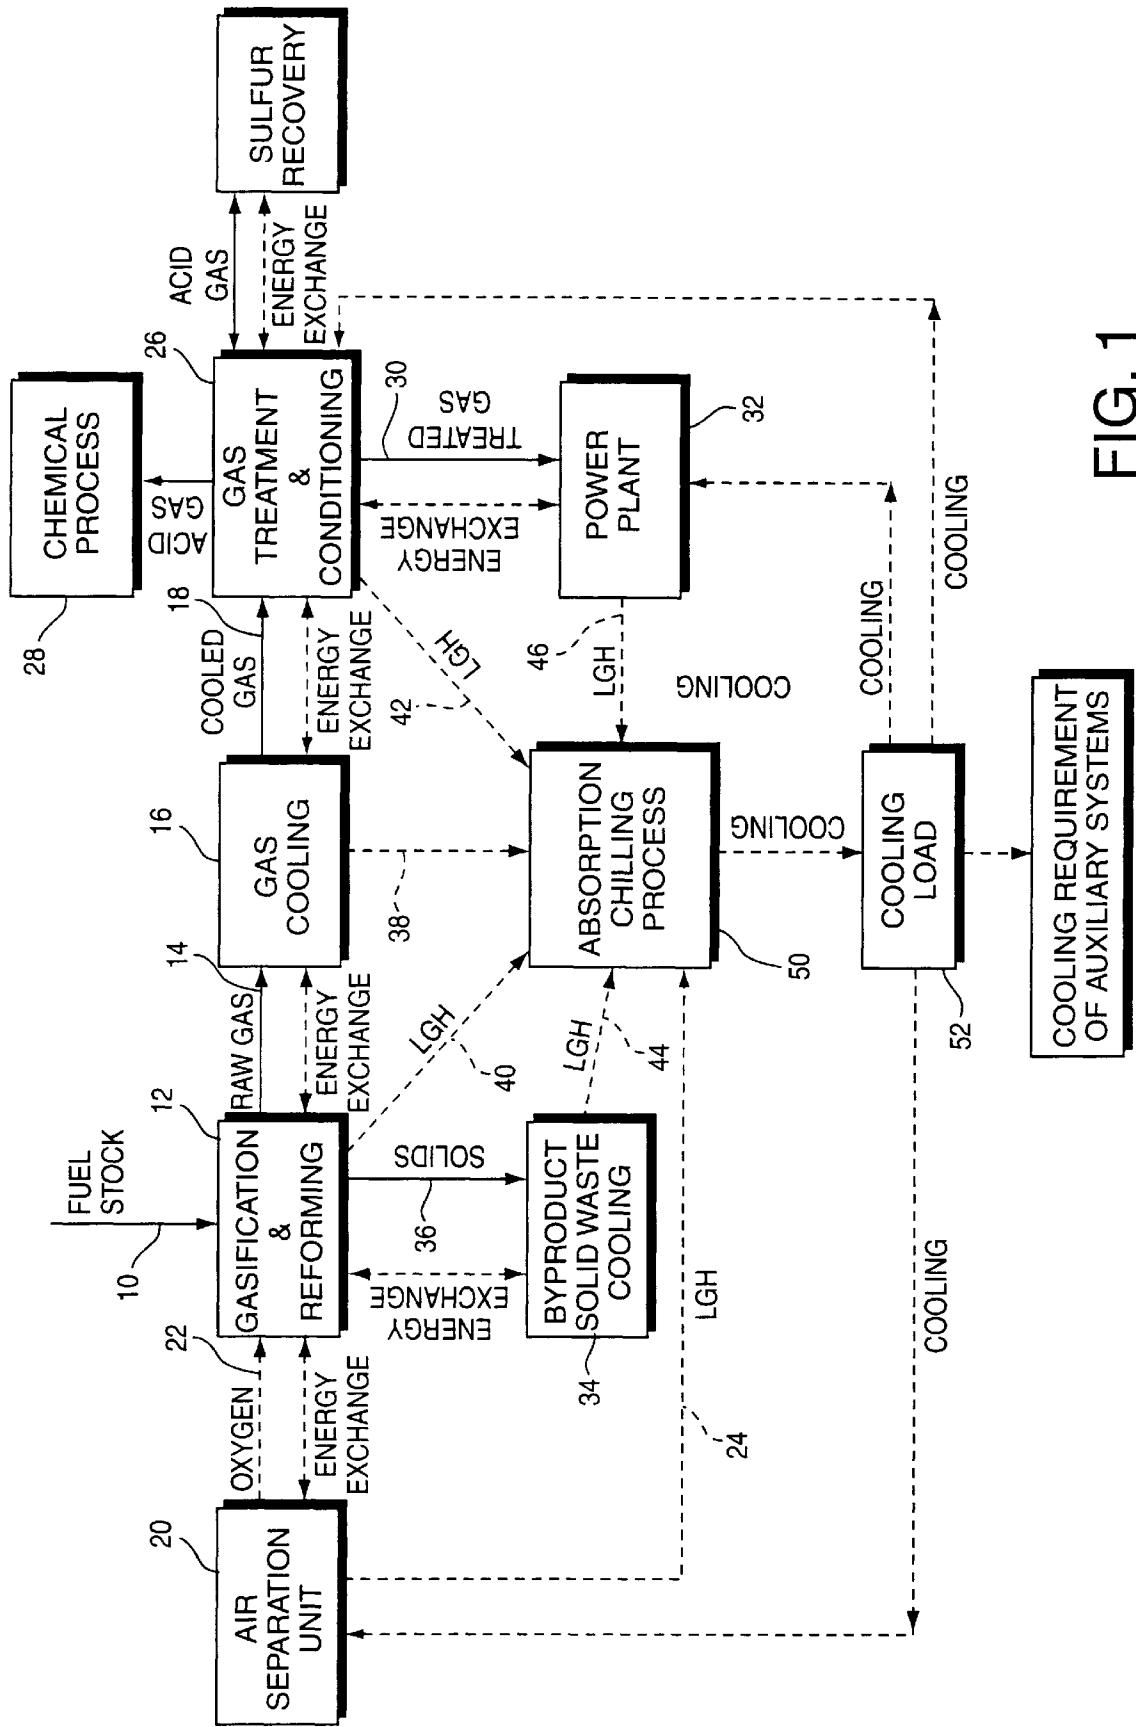 FUEL
STOCK
10
28
CHEMICAL
PROCESS
ACID
GAS
20
AIR
SEPARATION
UNIT
OXYGEN
22
ENERGY
EXCHANGE
12
GASIFICATION
&
REFORMING
RAW GAS
14
ENERGY
EXCHANGE
16
GAS
COOLING
COOLED
GAS
18
ENERGY
EXCHANGE
26
GAS
TREATMENT
&
CONDITIONING
ACID
GAS
ENERGY
EXCHANGE
SULFUR
RECOVERY
ENERGY
EXCHANGE
SOLIDS
36
LGH
40
38
LGH
42
ENERGY
EXCHANGE
TREATED
GAS
30
34
BYPRODUCT
SOLID WASTE
COOLING
LGH
44
ABSORPTION
CHILLING
PROCESS
50
LGH
46
POWER
PLANT
32
24
LGH
COOLING
COOLING
COOLING
COOLING
LOAD
52
COOLING
COOLING
COOLING REQUIREMENT
OF AUXILIARY SYSTEMS
FIG. 1